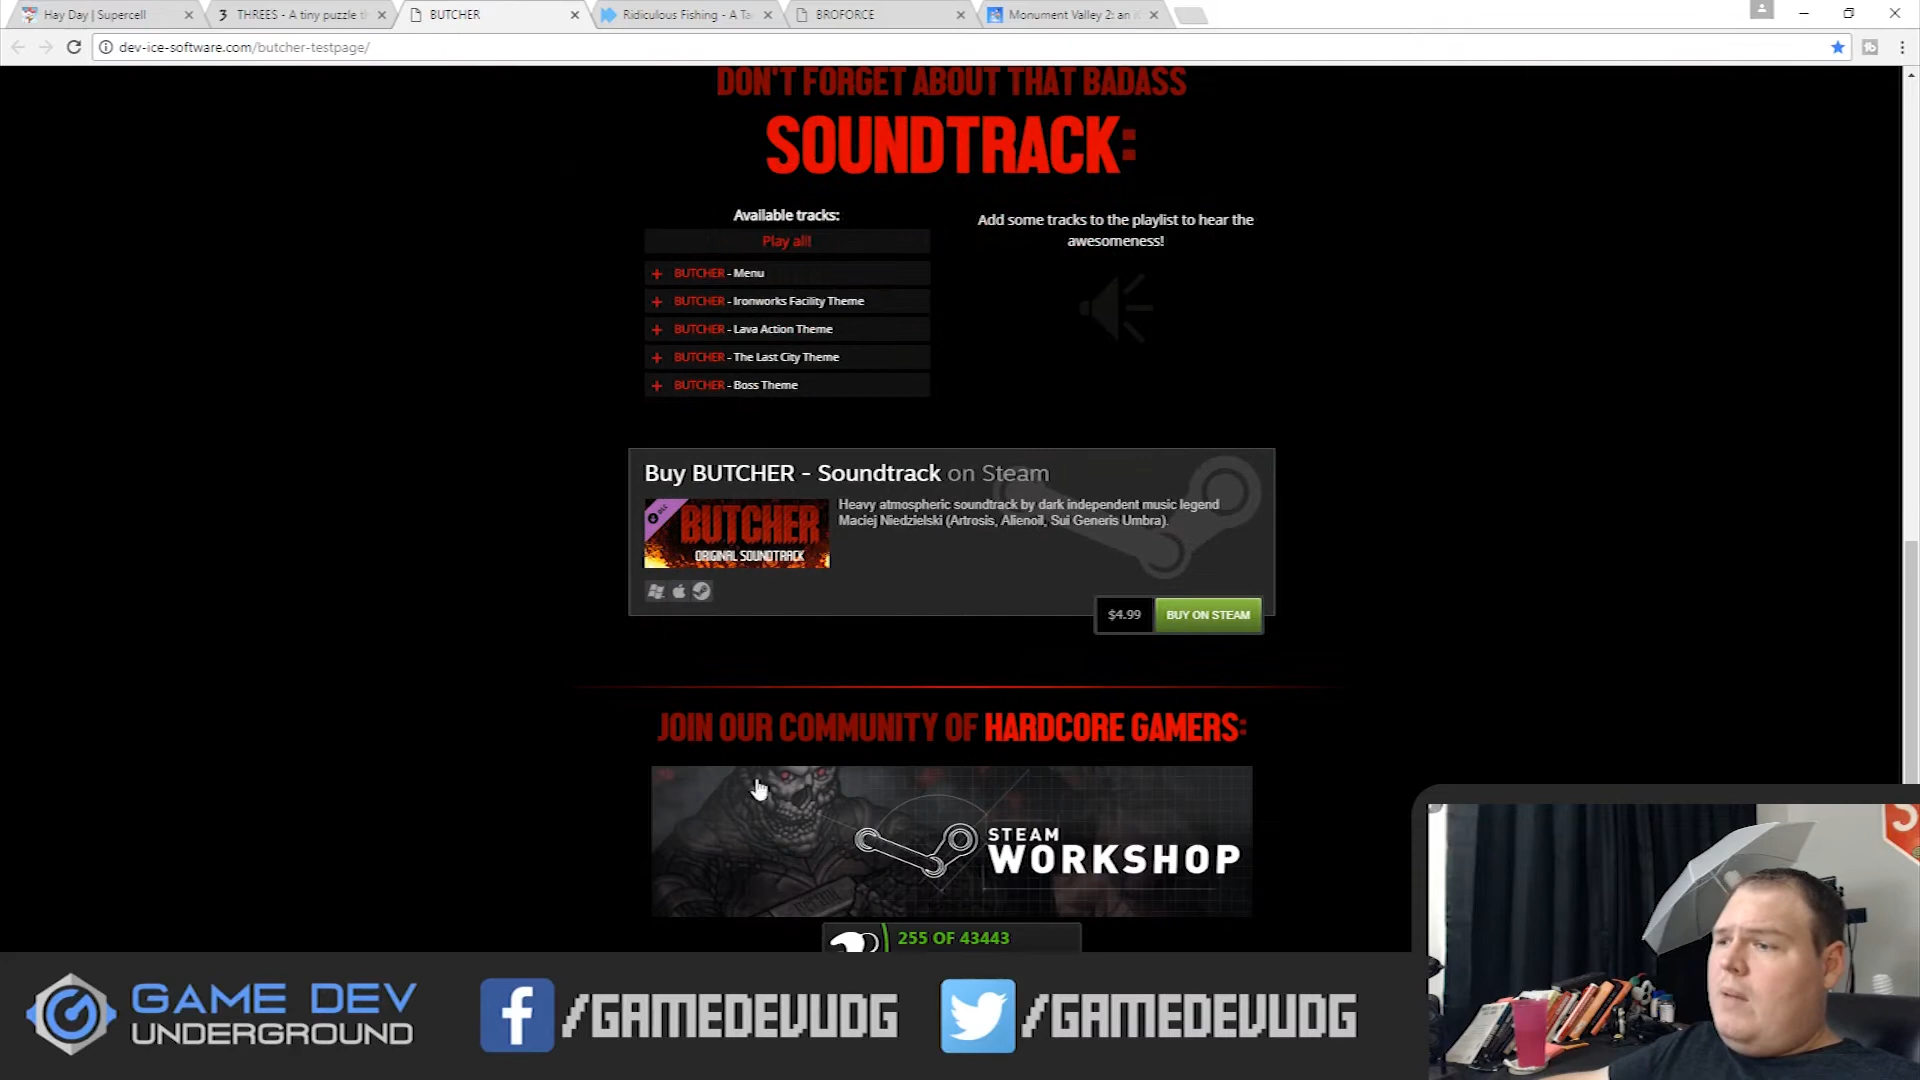 Hay Day | Supercell
THREES - A tiny puzzle th
BUTCHER
Ridiculous Fishing - A Ta
BROFORCE
Monument Valley 2: an i
dev-ice-software.com/butcher-testpage/
DON'T FORGET ABOUT THAT BADASS
SOUNDTRACK:
Available tracks:
Play all!
+ BUTCHER - Menu
+ BUTCHER - Ironworks Facility Theme
+ BUTCHER - Lava Action Theme
+ BUTCHER - The Last City Theme
+ BUTCHER - Boss Theme
Add some tracks to the playlist to hear the
awesomeness!
Buy BUTCHER - Soundtrack on Steam
DLC
BUTCHER
ORIGINAL SOUNDTRACK
Heavy atmospheric soundtrack by dark independent music legend
Maciej Niedzielski (Artrosis, Alienoil, Sui Generis Umbra).
$4.99
BUY ON STEAM
JOIN OUR COMMUNITY OF HARDCORE GAMERS:
STEAM
WORKSHOP
255 OF 43443
GAME DEV
UNDERGROUND
/GAMEDEVUDG
/GAMEDEVUDG